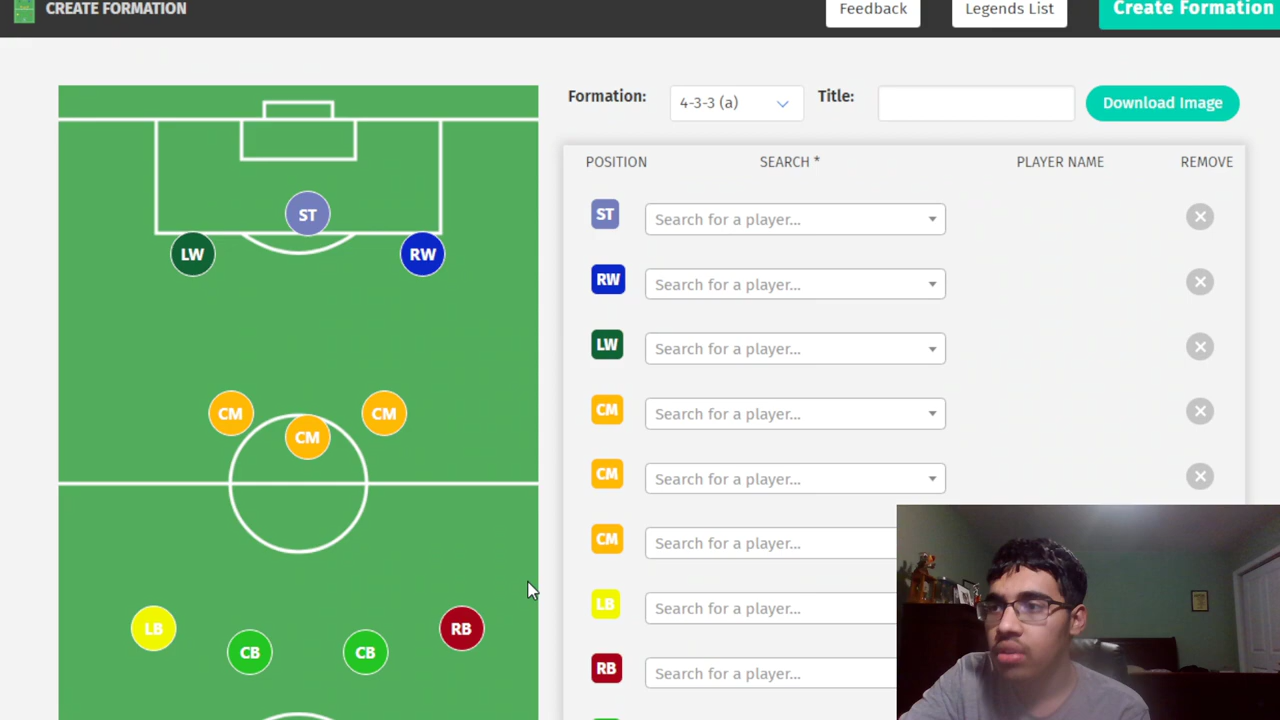 CREATE FORMATION
Feedback
Legends List
Create Formation
Formation:
4-3-3 (a)
Title:
Download Image
POSITION
SEARCH *
PLAYER NAME
REMOVE
ST
LW
RW
CM
CM
CM
LB
RB
CB
CB
ST
Search for a player...
RW
Search for a player...
LW
Search for a player...
CM
Search for a player...
CM
Search for a player...
CM
Search for a player...
LB
Search for a player...
RB
Search for a player...